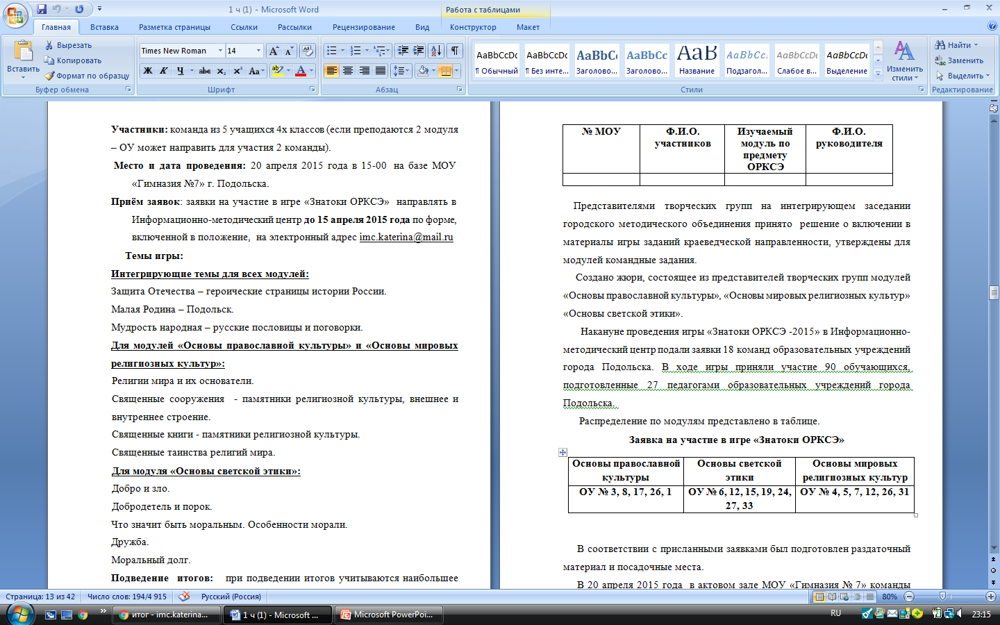 1 ч (1) - Microsoft Word
Работа с таблицами
Главная Вставка Разметка страницы Ссылки Рассылки Рецензирование Вид Конструктор Макет
Вставить
Вырезать
Копировать
Формат по образцу
Буфер обмена
Times New Roman 14
Ж К Ч abc x₂ x² Aa
Шрифт
Абзац
AaBbCcDc AaBbCcDc AaBbCc AaBbCc AaB AaBbCc. AaBbCcDc AaBbCcDc
¶ Обычный ¶ Без инте... Заголово... Заголово... Название Подзагол... Слабое в... Выделение
Стили
Изменить
стили
Найти
Заменить
Выделить
Редактирование
Участники: команда из 5 учащихся 4х классов (если преподаются 2 модуля
– ОУ может направить для участия 2 команды).
Место и дата проведения: 20 апреля 2015 года в 15-00 на базе МОУ
«Гимназия №7» г. Подольска.
Приём заявок: заявки на участие в игре «Знатоки ОРКСЭ» направлять в
Информационно-методический центр до 15 апреля 2015 года по форме,
включенной в положение, на электронный адрес imc.katerina@mail.ru
Темы игры:
Интегрирующие темы для всех модулей:
Защита Отечества – героические страницы истории России.
Малая Родина – Подольск.
Мудрость народная – русские пословицы и поговорки.
Для модулей «Основы православной культуры» и «Основы мировых
религиозных культур»:
Религии мира и их основатели.
Священные сооружения - памятники религиозной культуры, внешнее и
внутреннее строение.
Священные книги - памятники религиозной культуры.
Священные таинства религий мира.
Для модуля «Основы светской этики»:
Добро и зло.
Добродетель и порок.
Что значит быть моральным. Особенности морали.
Дружба.
Моральный долг.
Подведение итогов: при подведении итогов учитываются наибольшее
№ МОУ Ф.И.О. Изучаемый Ф.И.О.
участников модуль по руководителя
предмету
ОРКСЭ
Представителями творческих групп на интегрирующем заседании
городского методического объединения принято решение о включении в
материалы игры заданий краеведческой направленности, утверждены для
модулей командные задания.
Создано жюри, состоящее из представителей творческих групп модулей
«Основы православной культуры», «Основы мировых религиозных культур»
«Основы светской этики».
Накануне проведения игры «Знатоки ОРКСЭ -2015» в Информационно-
методический центр подали заявки 18 команд образовательных учреждений
города Подольска. В ходе игры приняли участие 90 обучающихся,
подготовленные 27 педагогами образовательных учреждений города
Подольска.
Распределение по модулям представлено в таблице.
Заявка на участие в игре «Знатоки ОРКСЭ»
Основы православной Основы светской Основы мировых
культуры этики религиозных культур
ОУ № 3, 8, 17, 26, 1 ОУ № 6, 12, 15, 19, 24, ОУ № 4, 5, 7, 12, 26, 31
27, 33
В соответствии с присланными заявками был подготовлен раздаточный
материал и посадочные места.
В 20 апреля 2015 года в актовом зале МОУ «Гимназия № 7» команды
Страница: 13 из 42 Число слов: 194/4 915 Русский (Россия) 80%
итог - imc.katerina... 1 ч (1) - Microsoft ... Microsoft PowerPoi... RU 23:15